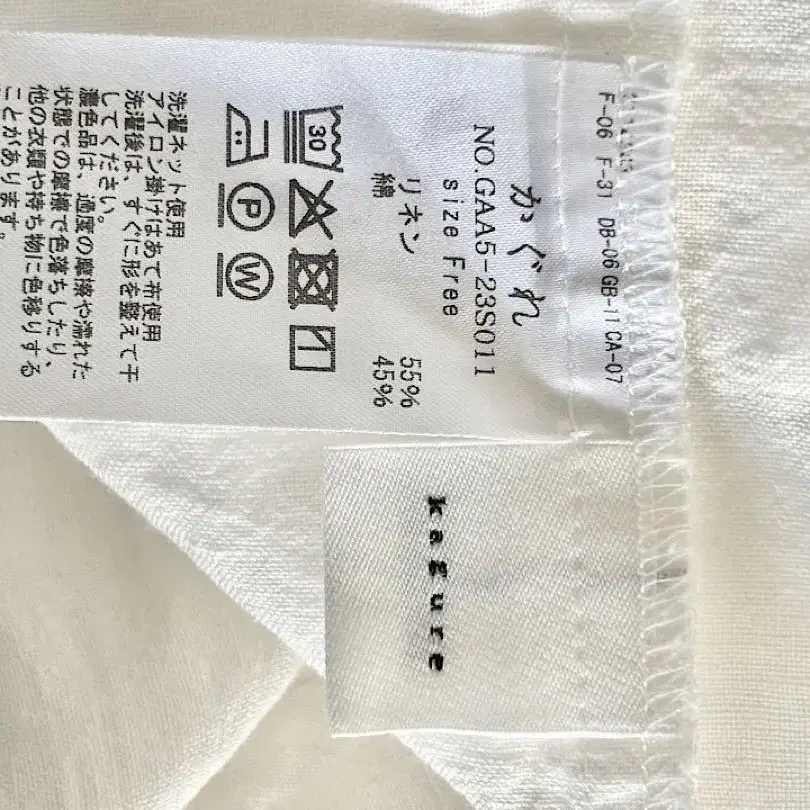 F-06 F-31 DB-06 GB-11 CA-07
かぐれ
NO.GAA5-23S011
size Free
リネン 55%
綿 45%
30
P
W
洗濯ネット使用
アイロン掛けはあて布使用
洗濯後は、すぐに形を整えて干
してください。
濃色品は、過度の摩擦や濡れた
状態での摩擦で色落ちしたり、
他の衣類や持ち物に色移りする
ことがあります。
kagure